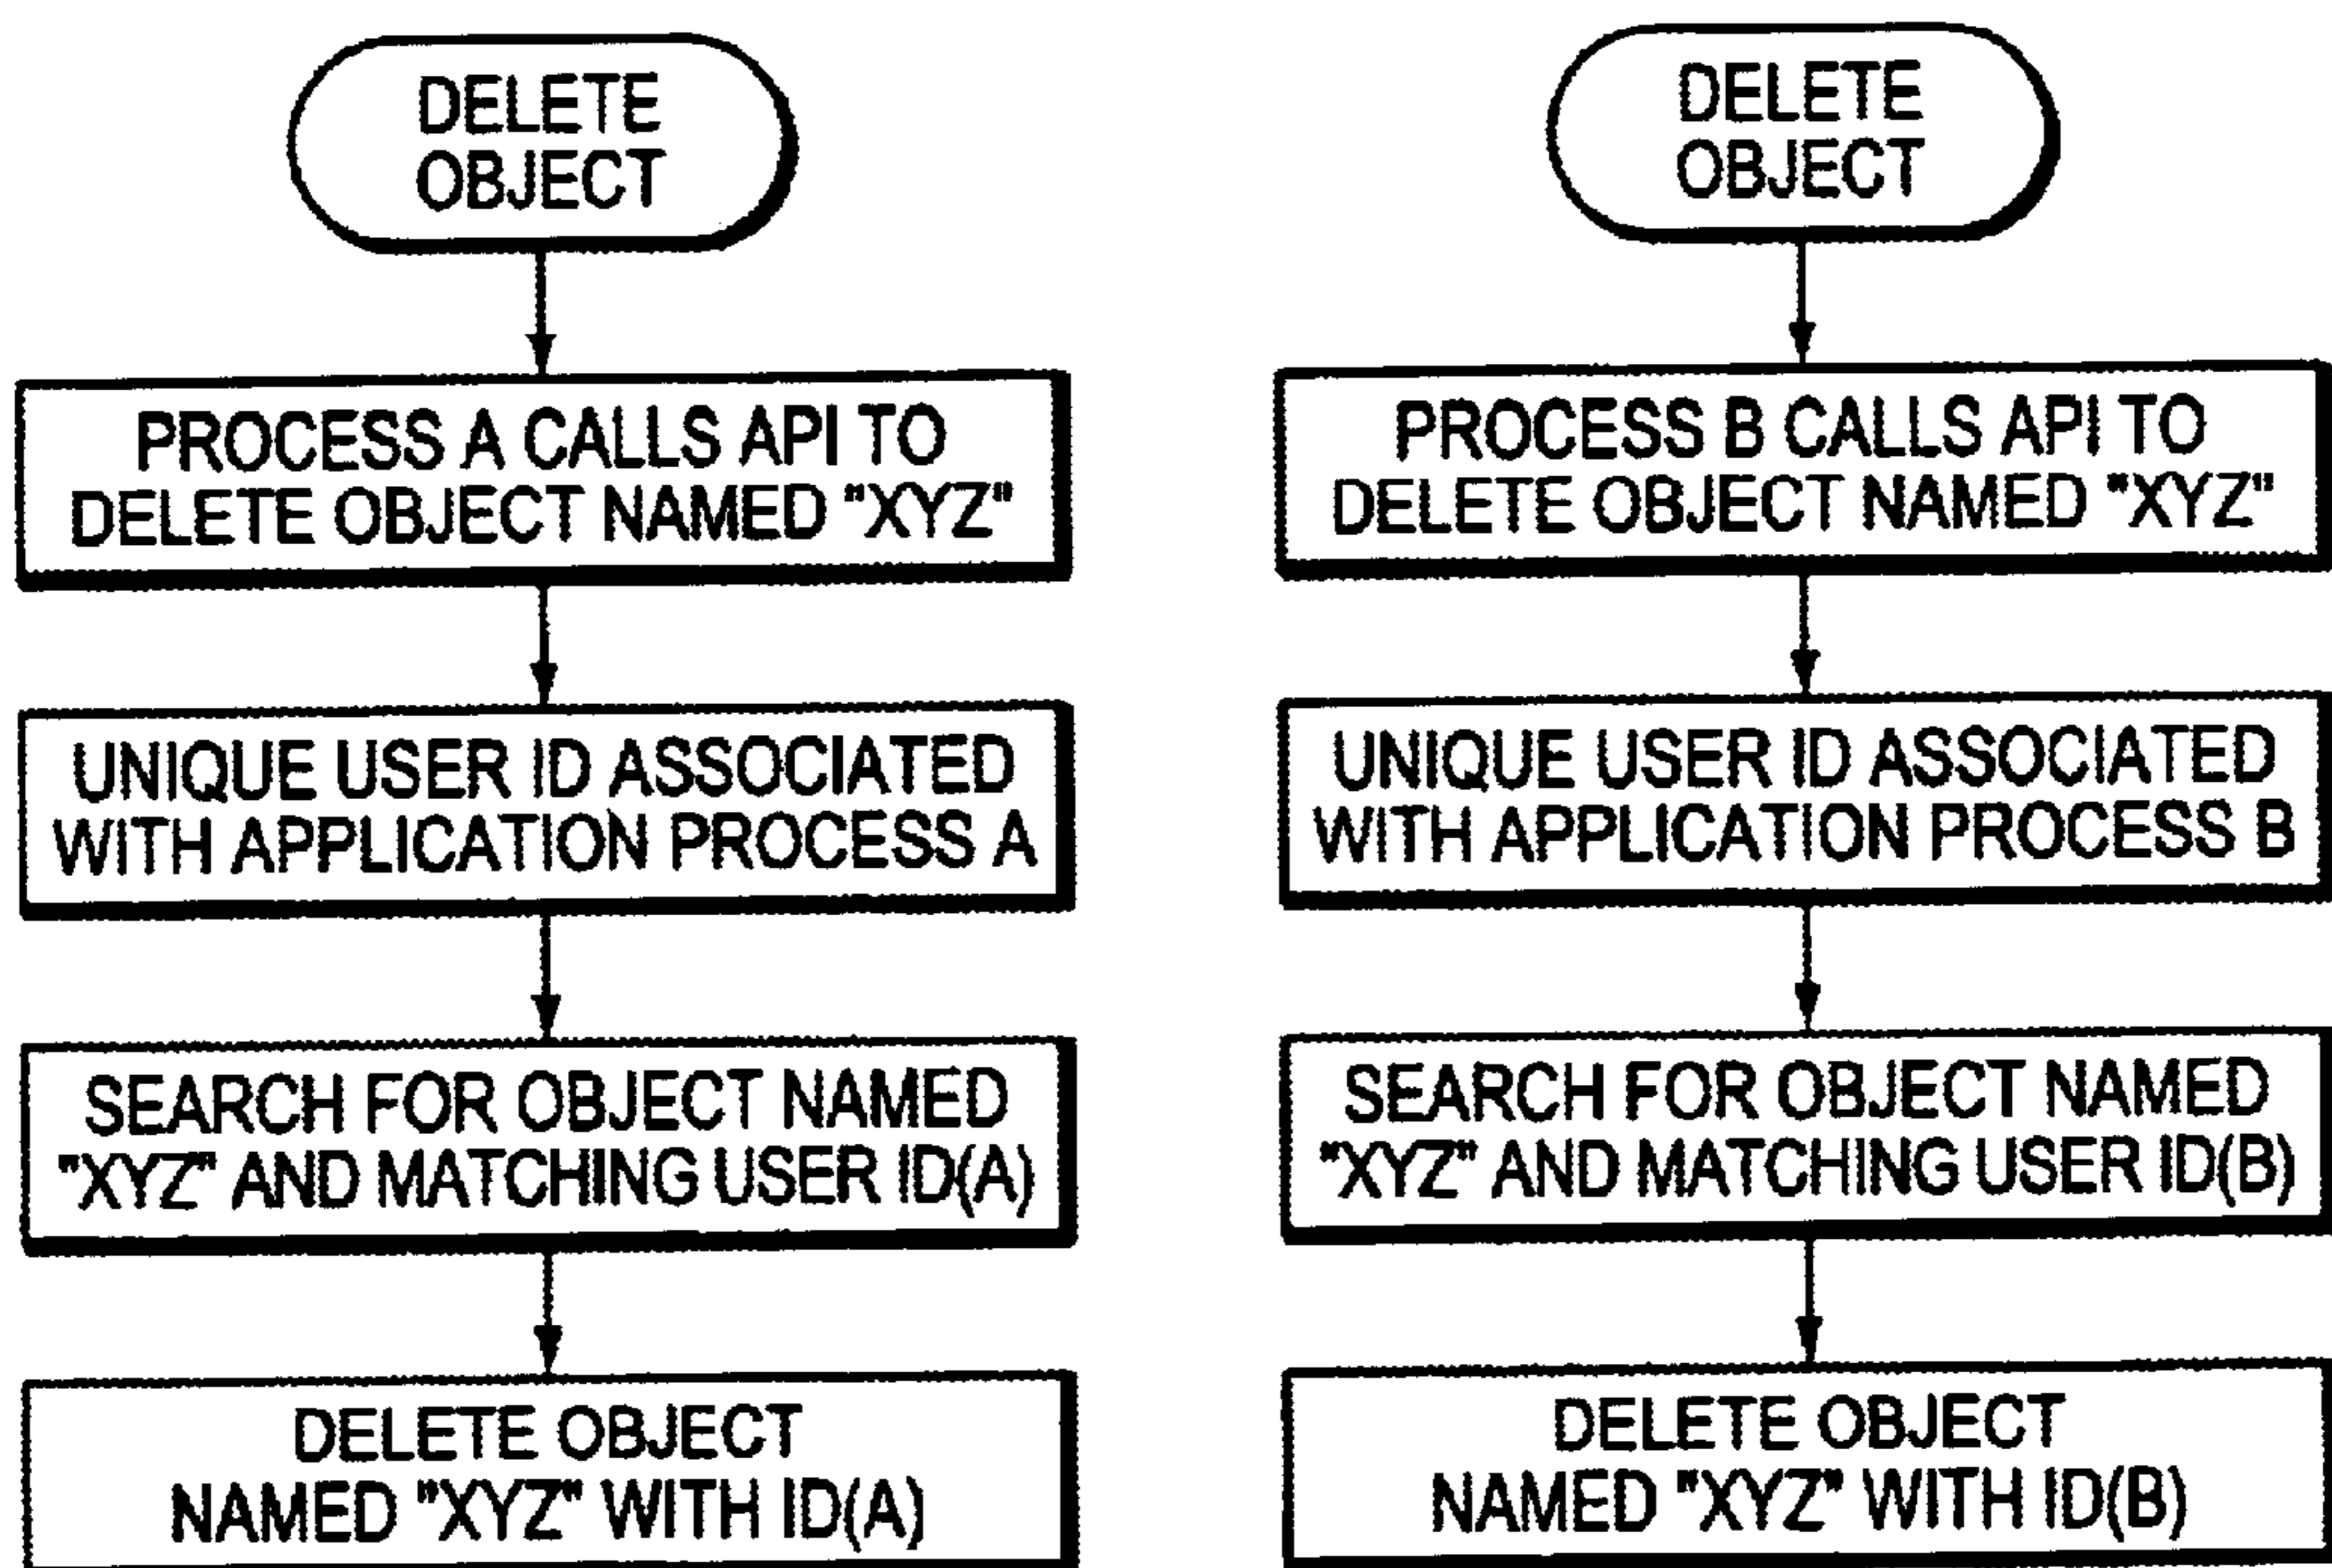 DELETE
OBJECT
PROCESS A CALLS API TO
DELETE OBJECT NAMED "XYZ"
UNIQUE USER ID ASSOCIATED
WITH APPLICATION PROCESS A
SEARCH FOR OBJECT NAMED
"XYZ" AND MATCHING USER ID(A)
DELETE OBJECT
NAMED "XYZ" WITH ID(A)
DELETE
OBJECT
PROCESS B CALLS API TO
DELETE OBJECT NAMED "XYZ"
UNIQUE USER ID ASSOCIATED
WITH APPLICATION PROCESS B
SEARCH FOR OBJECT NAMED
"XYZ" AND MATCHING USER ID(B)
DELETE OBJECT
NAMED "XYZ" WITH ID(B)